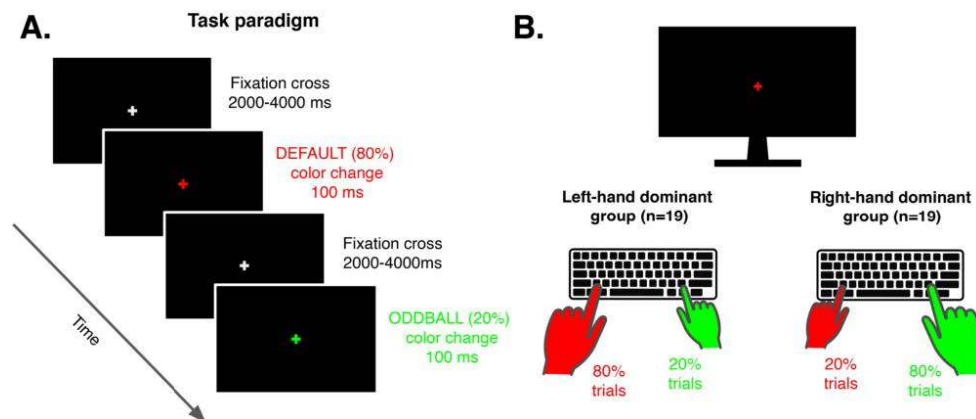 A.
Task paradigm
Fixation cross
2000-4000 ms
DEFAULT (80%)
color change
100 ms
Fixation cross
2000-4000ms
ODDBALL (20%)
color change
100 ms
Time
B.
Left-hand dominant
group (n=19)
80%
trials
20%
trials
Right-hand dominant
group (n=19)
20%
trials
80%
trials